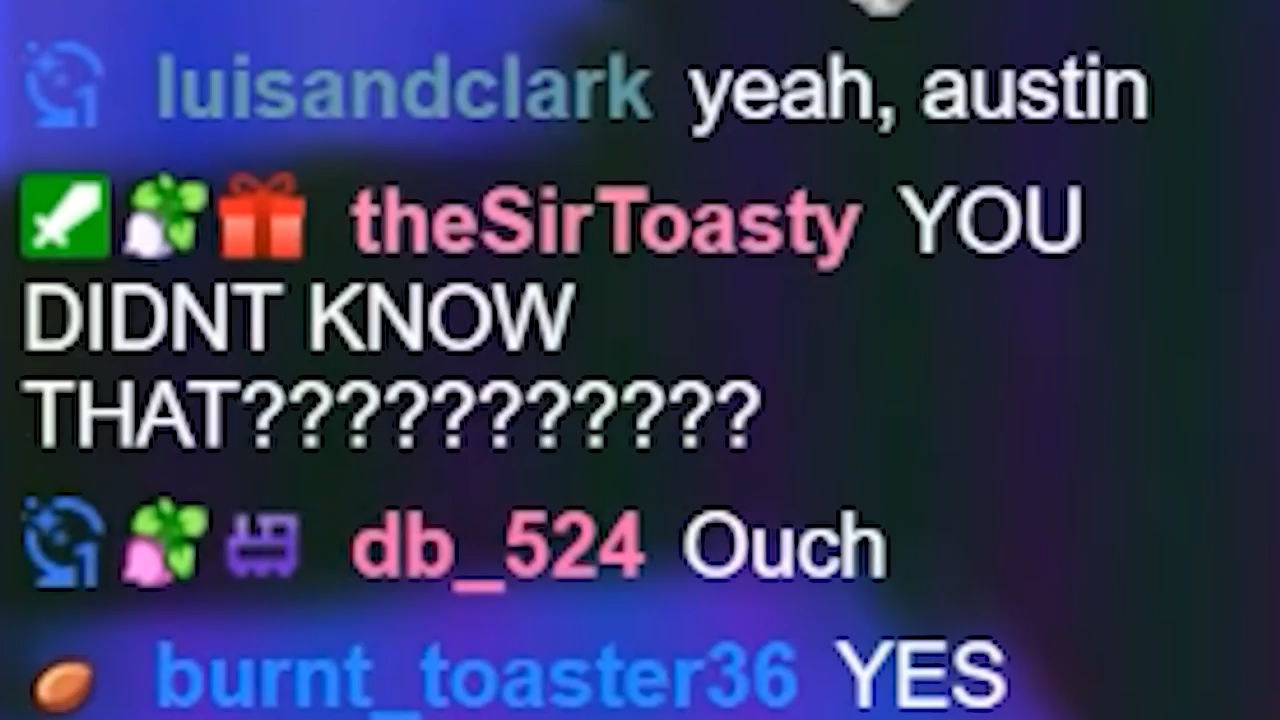 luisandclark yeah, austin
theSirToasty YOU
DIDNT KNOW
THAT???????????
db_524 Ouch
burnt_toaster36 YES